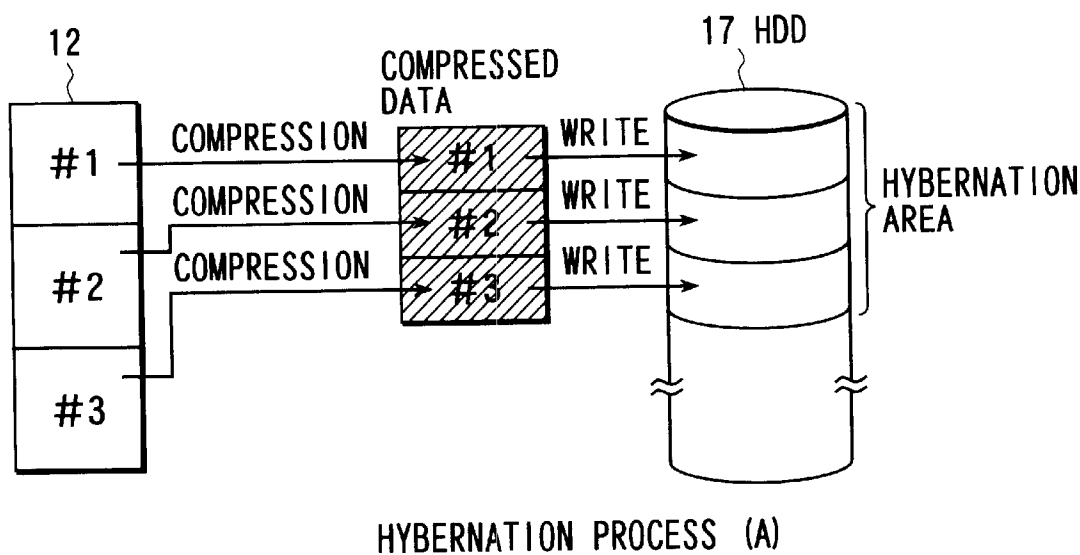 12
17 HDD
COMPRESSED
DATA
#1
COMPRESSION
#1
WRITE
COMPRESSION
#2
WRITE
HYBERNATION
AREA
#2
COMPRESSION
#3
WRITE
#3
HYBERNATION PROCESS (A)